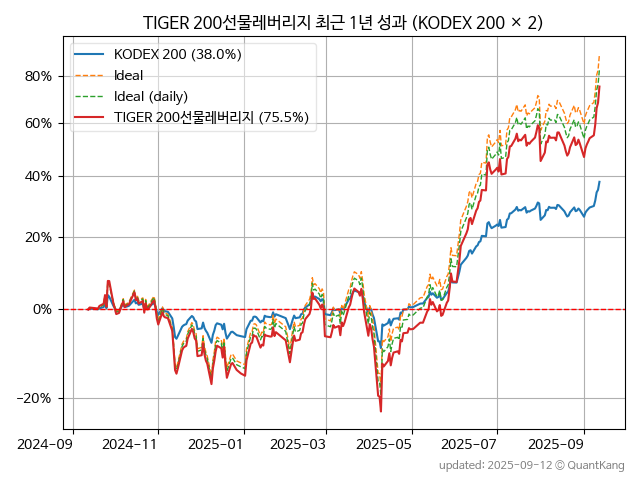 TIGER 200선물레버리지 최근 1년 성과 (KODEX 200 × 2)
KODEX 200 (38.0%)
Ideal
Ideal (daily)
TIGER 200선물레버리지 (75.5%)
80%
60%
40%
20%
0%
−20%
2024-09 2024-11 2025-01 2025-03 2025-05 2025-07 2025-09
updated: 2025-09-12 © QuantKang